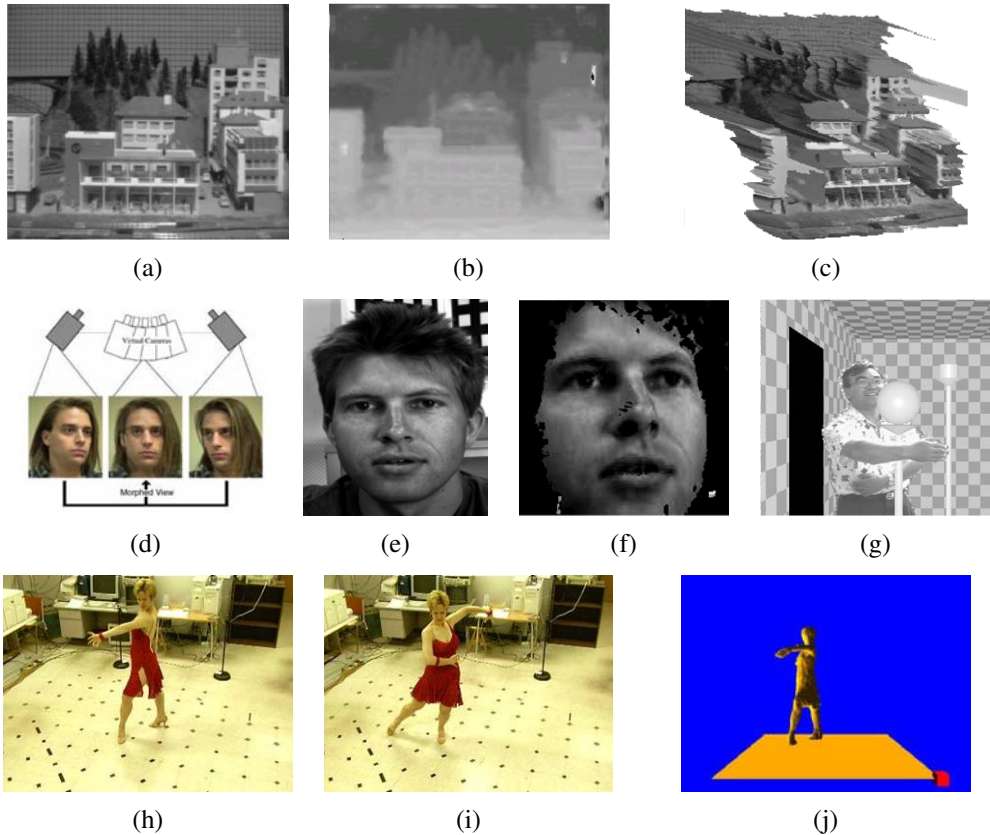 (a)
(b)
(c)
Virtual Cameras
Morphed View
(d)
(e)
(f)
(g)
(h)
(i)
(j)